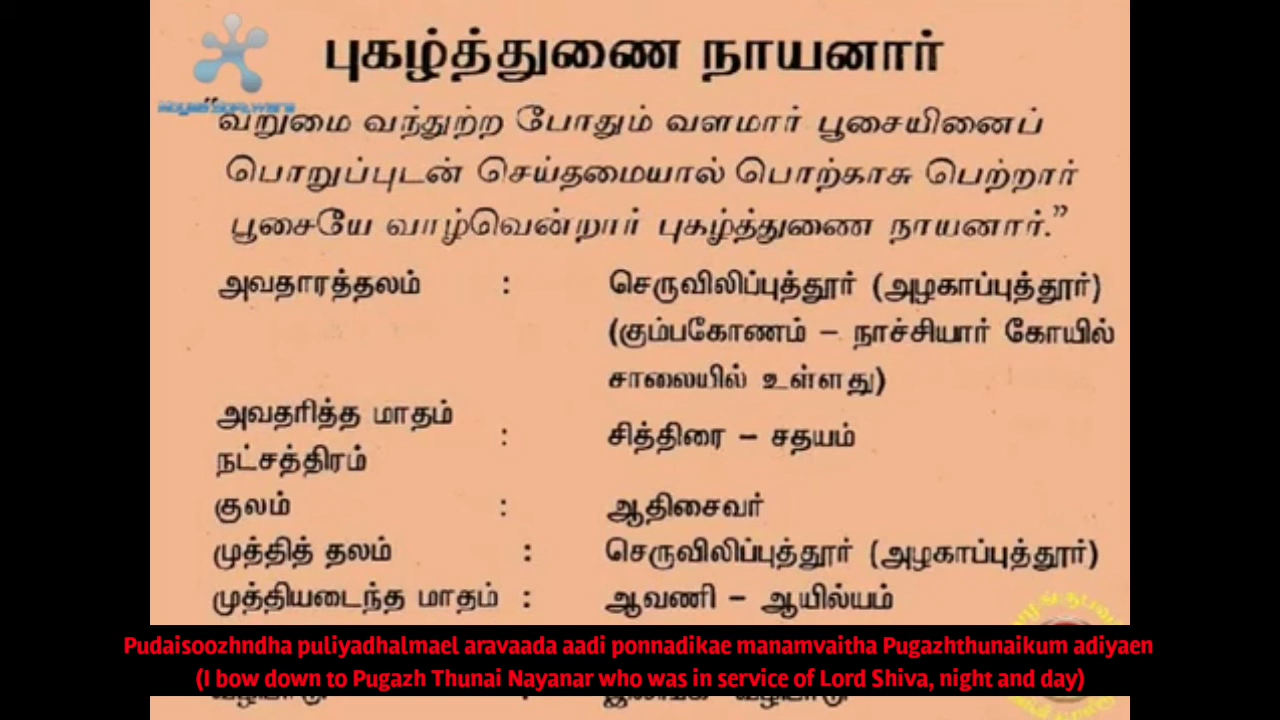 புகழ்த்துணை நாயனார்
"வறுமை வந்துற்ற போதும் வளமார் பூசையினைப்
பொறுப்புடன் செய்தமையால் பொற்காசு பெற்றார்
பூசையே வாழ்வென்றார் புகழ்த்துணை நாயனார்."
அவதாரத்தலம் : செருவிலிப்புத்தூர் (அழகாப்புத்தூர்)
(கும்பகோணம் – நாச்சியார் கோயில்
சாலையில் உள்ளது)
அவதரித்த மாதம்
நட்சத்திரம் : சித்திரை – சதயம்
குலம் : ஆதிசைவர்
முத்தித் தலம் : செருவிலிப்புத்தூர் (அழகாப்புத்தூர்)
முத்தியடைந்த மாதம் : ஆவணி – ஆயில்யம்
Pudaisoozhndha puliyadhalmael aravaada aadi ponnadikae manamvaitha Pugazhthunaikum adiyaen
(I bow down to Pugazh Thunai Nayanar who was in service of Lord Shiva, night and day)